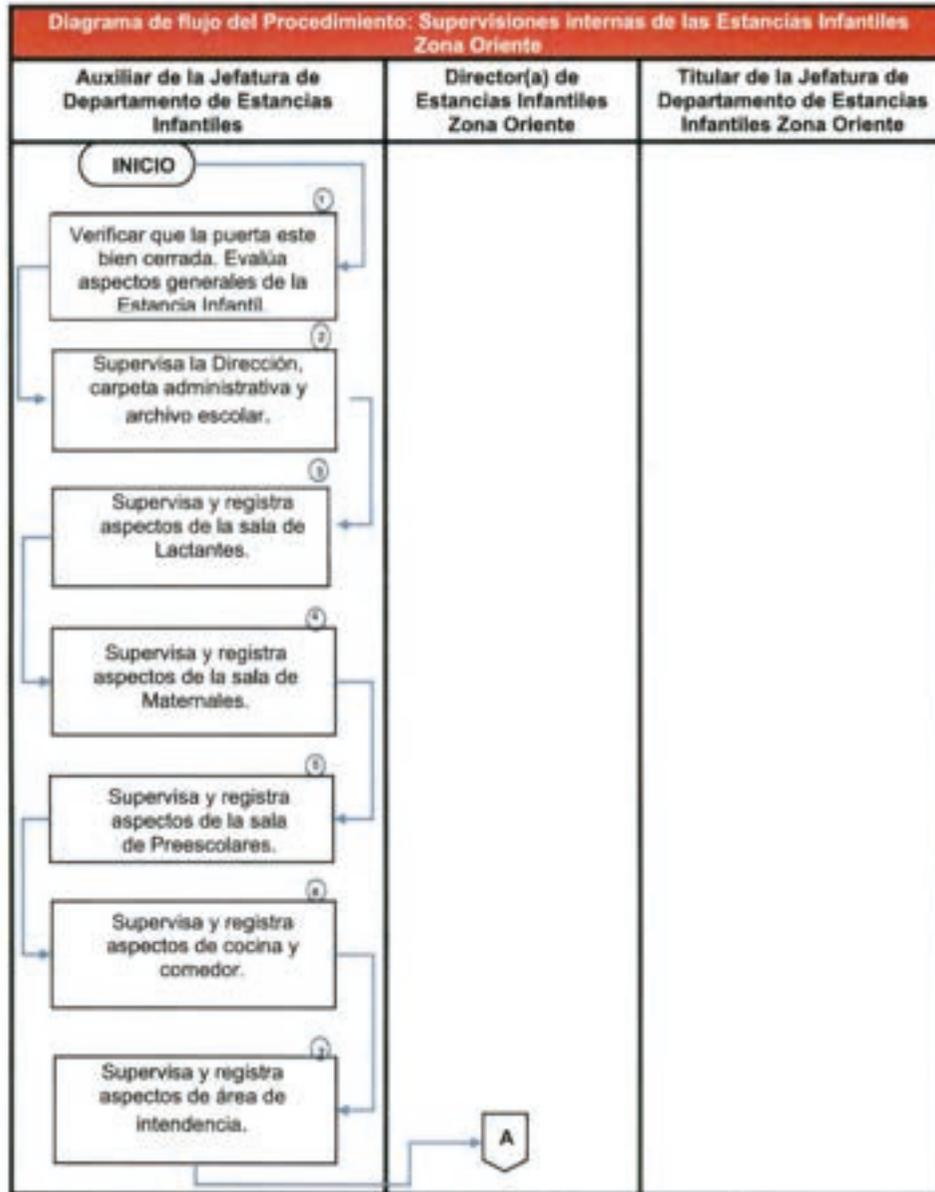 Diagrama de flujo del Procedimiento: Supervisiones internas de las Estancias Infantiles
Zona Oriente
Auxiliar de la Jefatura de
Departamento de Estancias
Infantiles
Director(a) de
Estancias Infantiles
Zona Oriente
Titular de la Jefatura de
Departamento de Estancias
Infantiles Zona Oriente
INICIO
1
Verificar que la puerta este
bien cerrada. Evalúa
aspectos generales de la
Estancia Infantil.
2
Supervisa la Dirección,
carpeta administrativa y
archivo escolar.
3
Supervisa y registra
aspectos de la sala de
Lactantes.
4
Supervisa y registra
aspectos de la sala de
Maternales.
5
Supervisa y registra
aspectos de la sala
de Preescolares.
6
Supervisa y registra
aspectos de cocina y
comedor.
7
Supervisa y registra
aspectos de área de
intendencia.
A